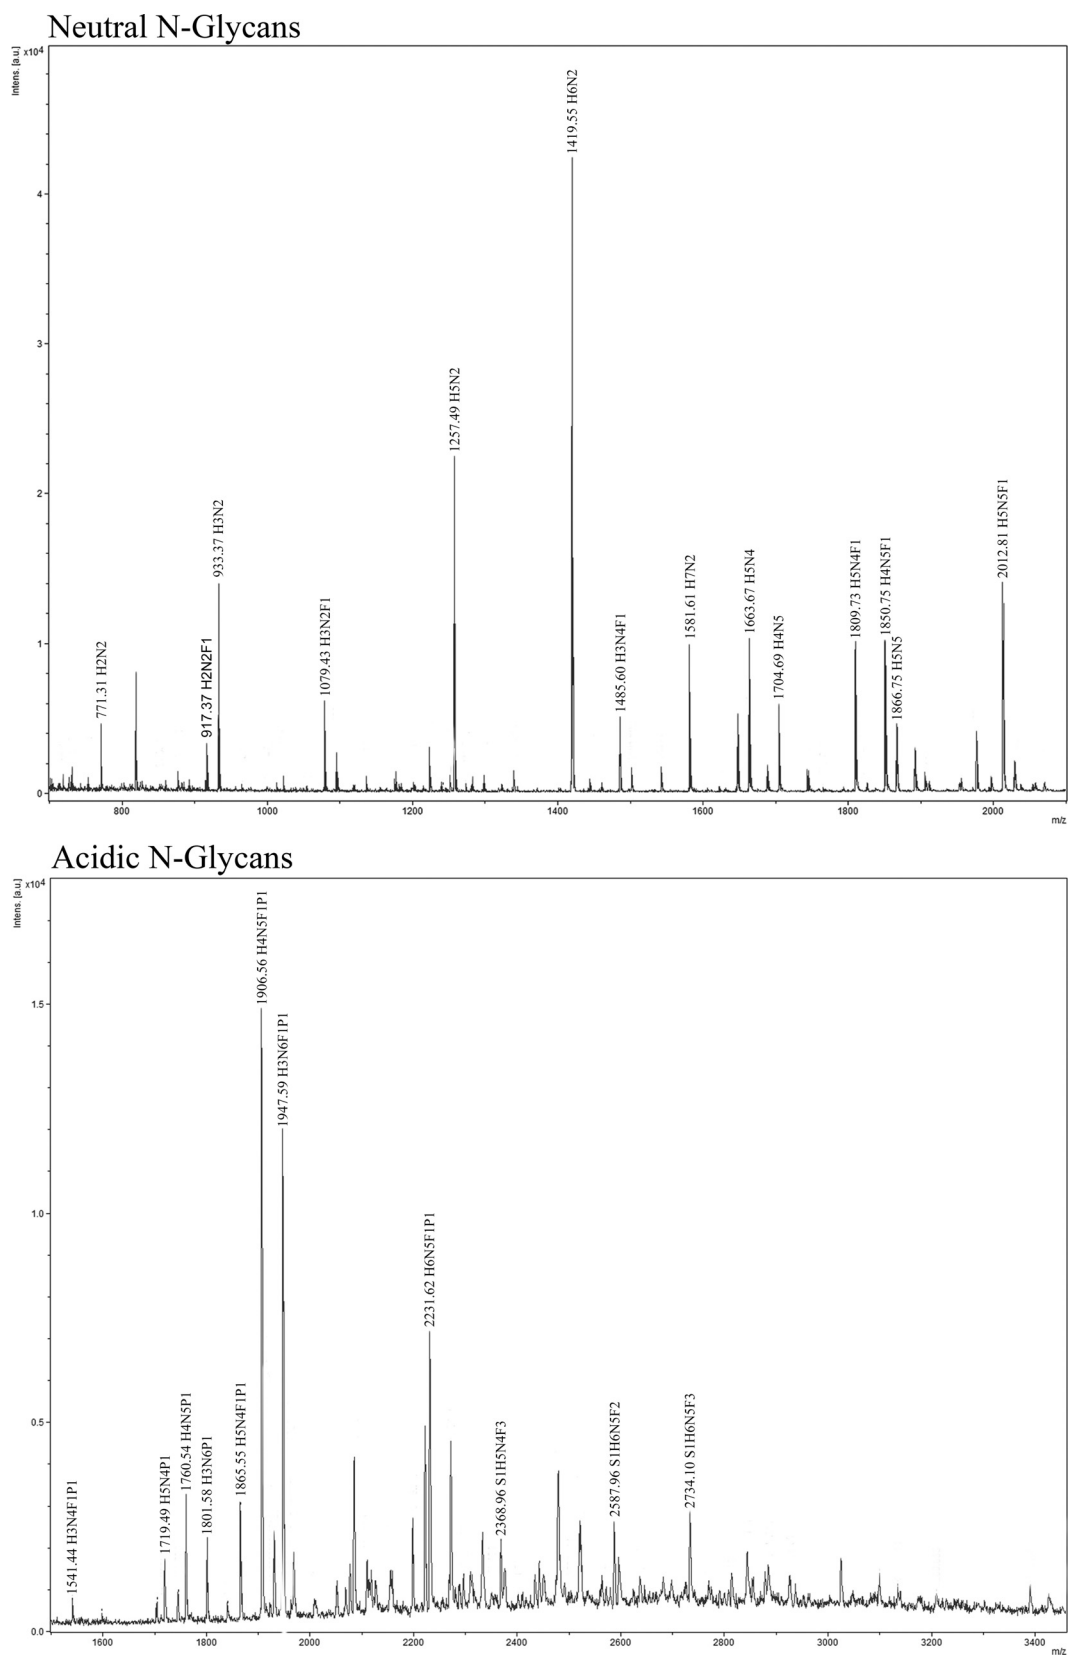 Neutral N-Glycans
Intens. [a.u.]
x10⁴
4
3
2
1
0
771.31 H2N2
917.37 H2N2F1
933.37 H3N2
1079.43 H3N2F1
1257.49 H5N2
1419.55 H6N2
1485.60 H3N4F1
1581.61 H7N2
1663.67 H5N4
1704.69 H4N5
1809.73 H5N4F1
1850.75 H4N5F1
1866.75 H5N5
2012.81 H5N5F1
800 1000 1200 1400 1600 1800 2000
m/z
Acidic N-Glycans
Intens. [a.u.]
x10⁴
1.5
1.0
0.5
0.0
1541.44 H3N4F1P1
1719.49 H5N4P1
1760.54 H4N5P1
1801.58 H3N6P1
1865.55 H5N4F1P1
1906.56 H4N5F1P1
1947.59 H3N6F1P1
2231.62 H6N5F1P1
2368.96 S1H5N4F3
2587.96 S1H6N5F2
2734.10 S1H6N5F3
1600 1800 2000 2200 2400 2600 2800 3000 3200 3400
m/z